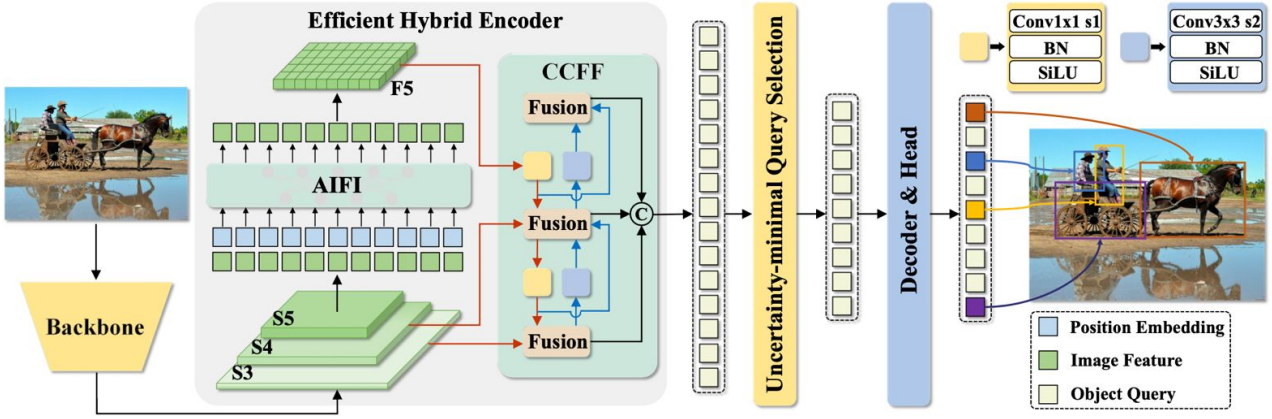 Efficient Hybrid Encoder
F5
CCFF
Fusion
AIFI
Fusion
C
S5
S4
S3
Fusion
Backbone
Uncertainty-minimal Query Selection
Decoder & Head
Conv1x1 s1
BN
SiLU
Conv3x3 s2
BN
SiLU
Position Embedding
Image Feature
Object Query